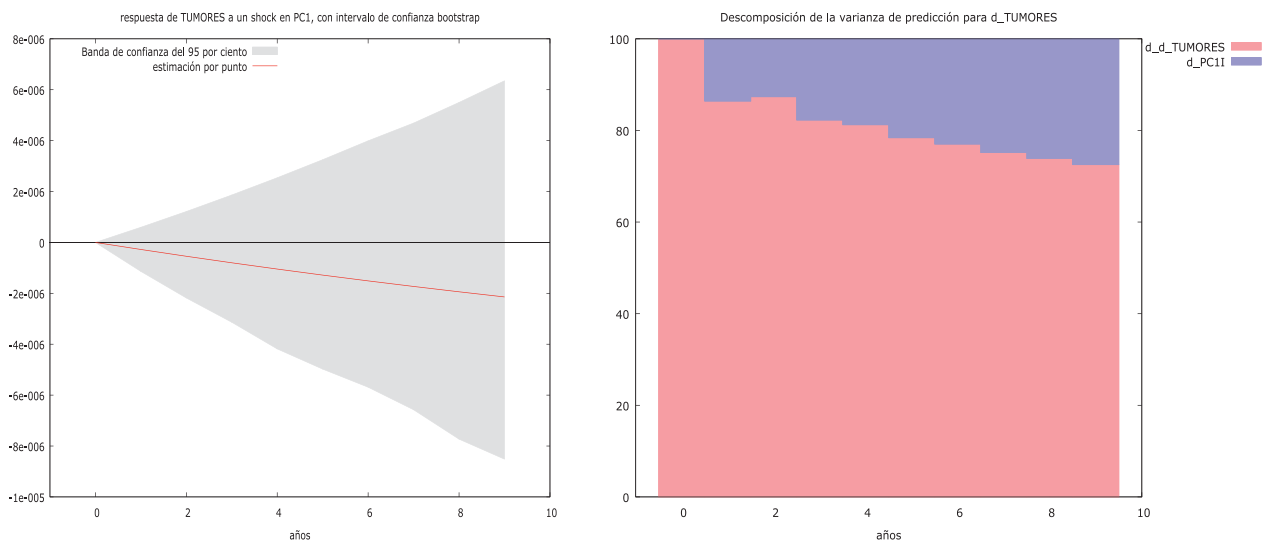 respuesta de TUMORES a un shock en PC1, con intervalo de confianza bootstrap
Banda de confianza del 95 por ciento
estimación por punto
8e-006
6e-006
4e-006
2e-006
0
-2e-006
-4e-006
-6e-006
-8e-006
-1e-005
0 2 4 6 8 10
años
Descomposición de la varianza de predicción para d_TUMORES
d_d_TUMORES
d_PC1I
100
80
60
40
20
0
0 2 4 6 8 10
años